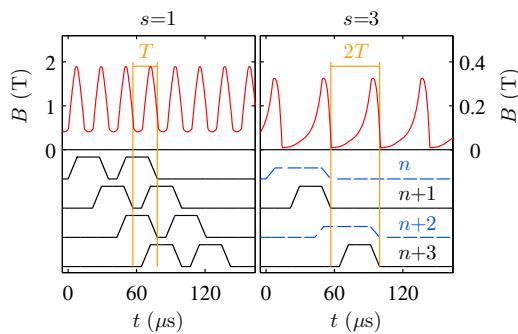 s=1 s=3
B (T) 2 1 0 T 2T 0.4 0.2 0 B (T)
n
n+1
n+2
n+3
0 60 120 0 60 120
t (μs) t (μs)